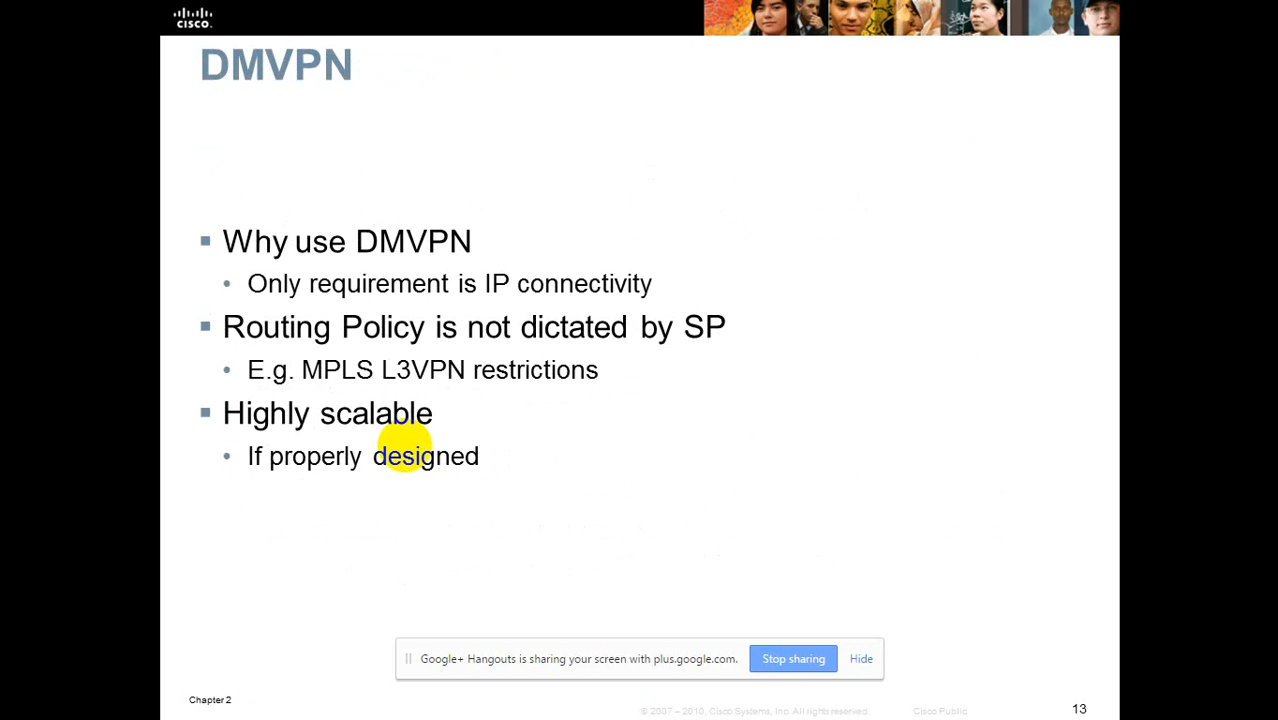 CISCO.
DMVPN
Why use DMVPN
Only requirement is IP connectivity
Routing Policy is not dictated by SP
E.g. MPLS L3VPN restrictions
Highly scalable
If properly designed
Google+ Hangouts is sharing your screen with plus.google.com.
Stop sharing
Hide
Chapter 2
© 2007 – 2010, Cisco Systems, Inc. All rights reserved.
Cisco Public
13